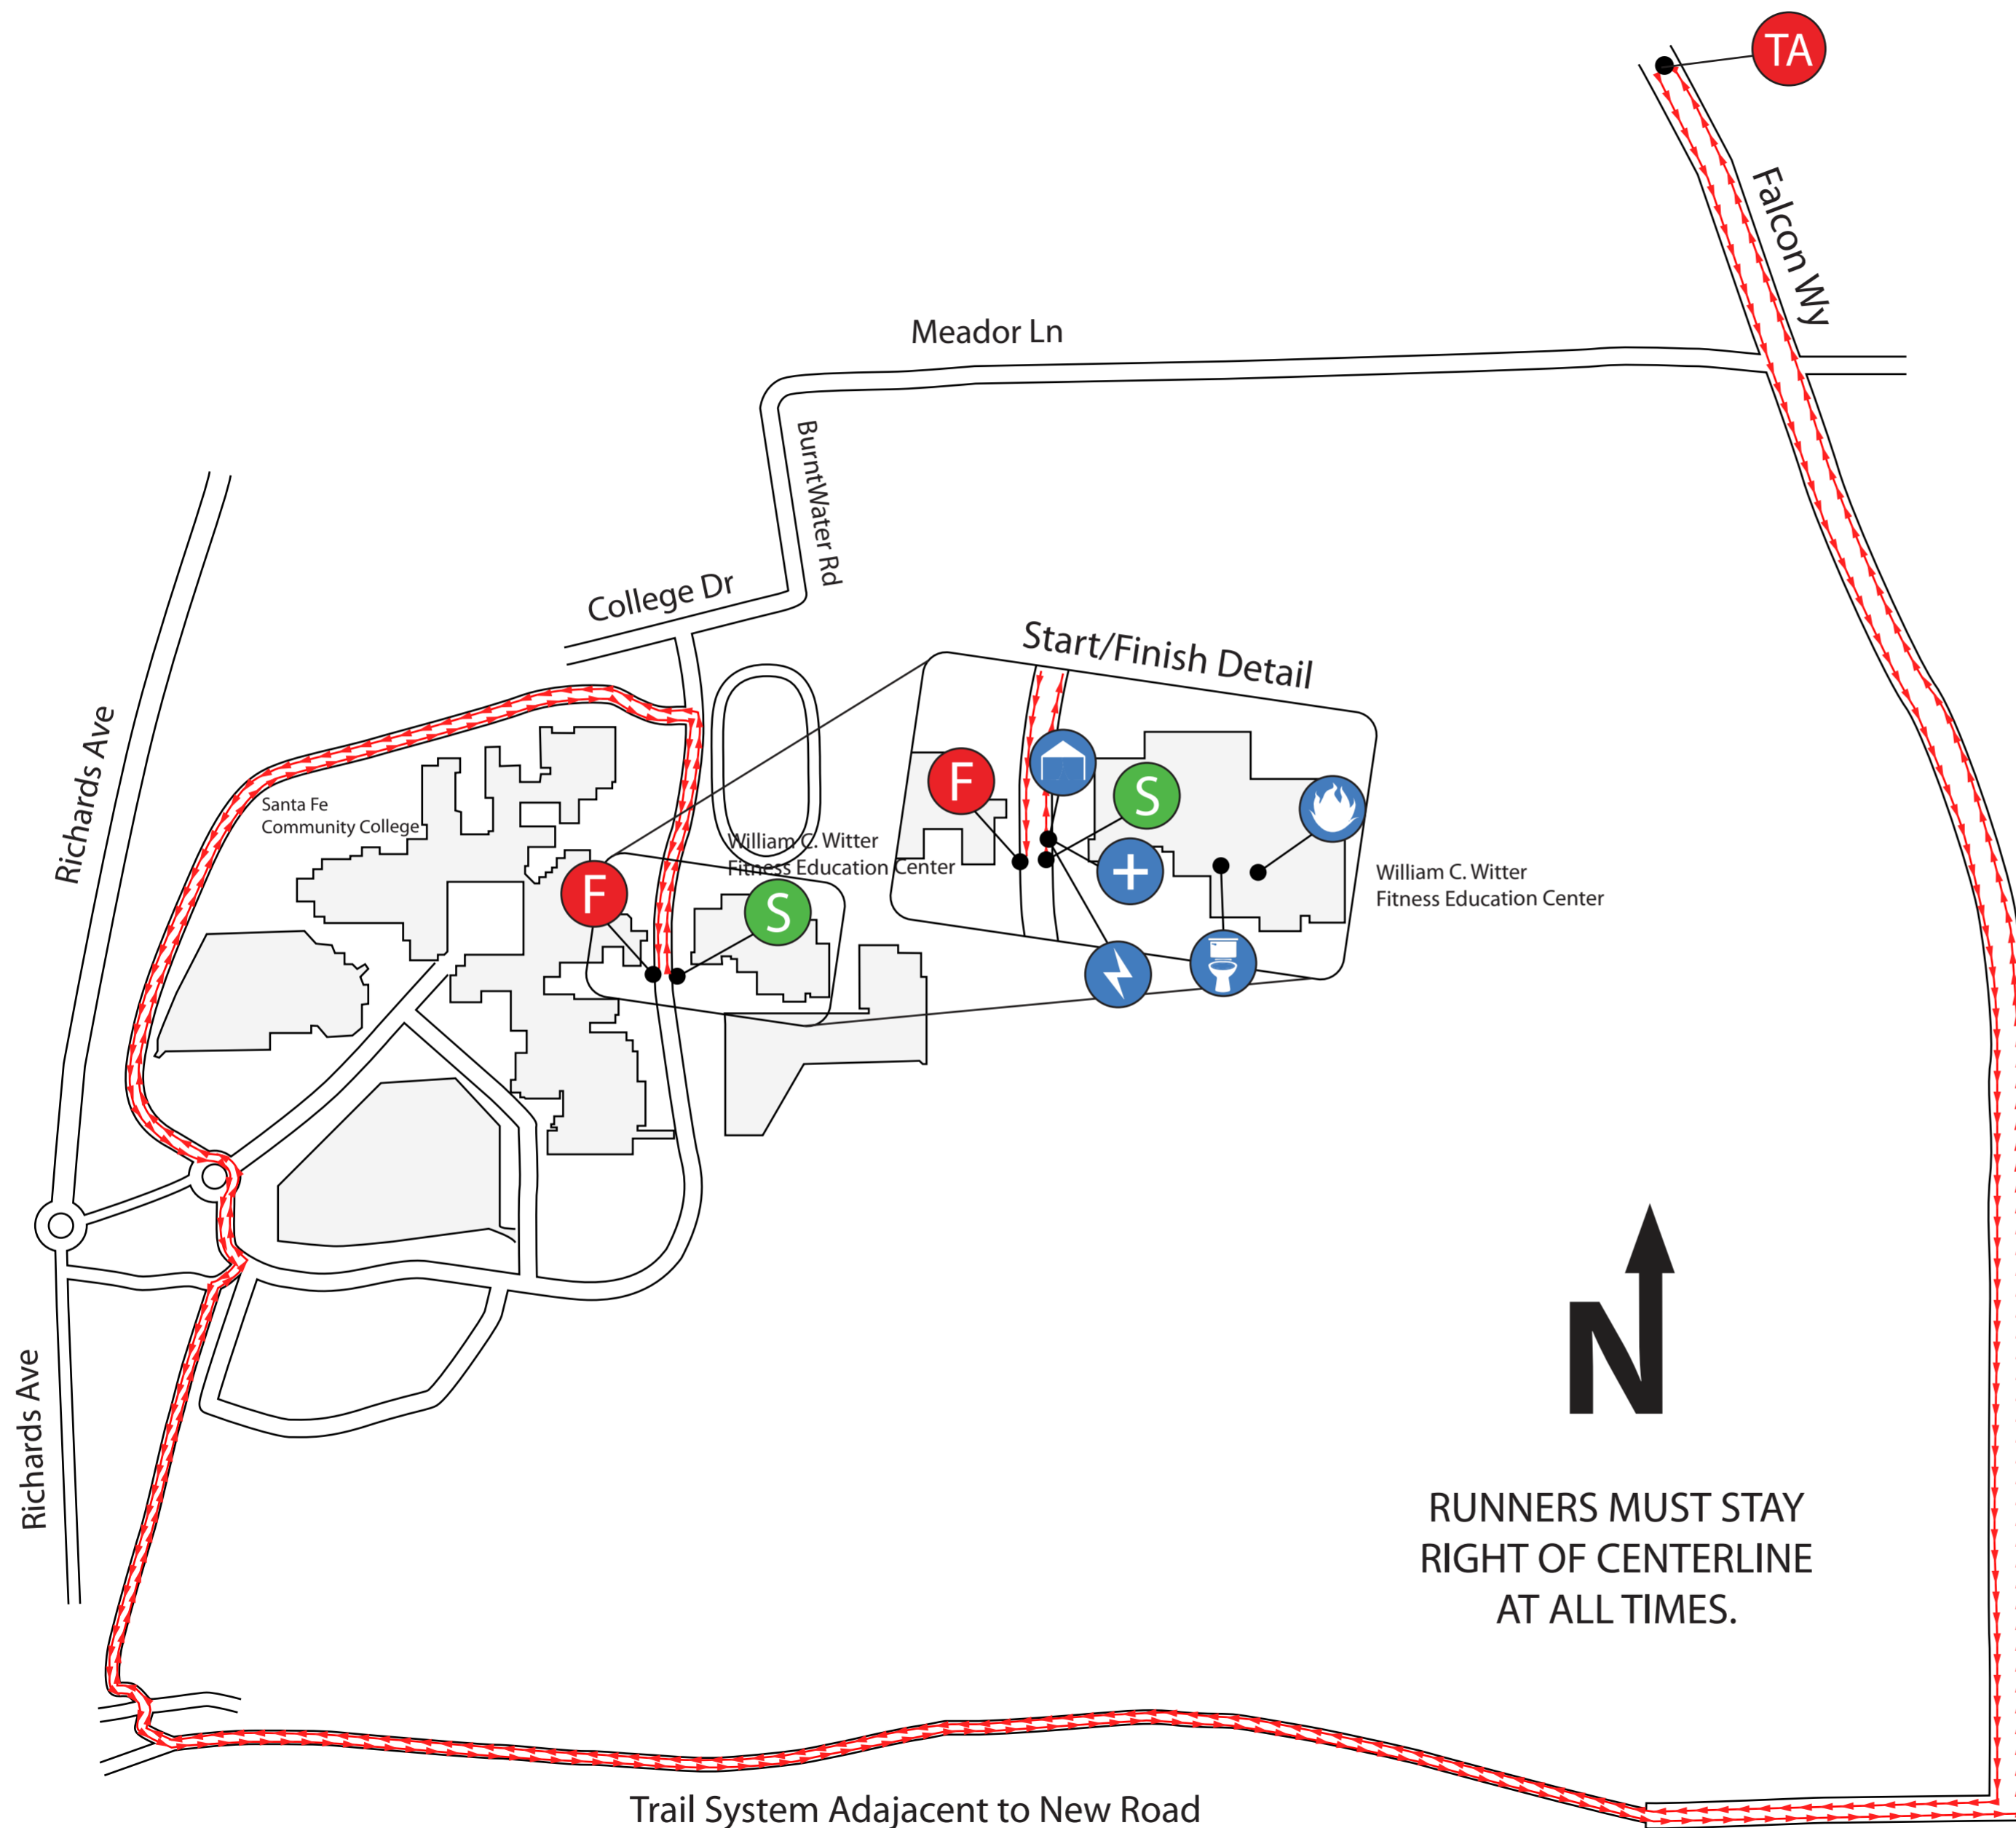 TA
Falcon Wy
Meador Ln
BurntWater Rd
College Dr
Start/Finish Detail
Richards Ave
Santa Fe
Community College
William C. Witter
Fitness Education Center
F
S
F
S
William C. Witter
Fitness Education Center
Richards Ave
N
RUNNERS MUST STAY
RIGHT OF CENTERLINE
AT ALL TIMES.
Trail System Adajacent to New Road